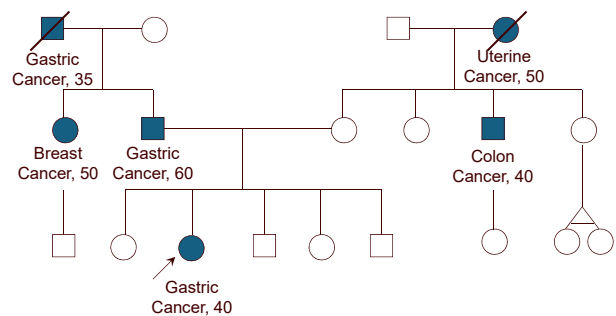 Gastric
Cancer, 35
Uterine
Cancer, 50
Breast
Cancer, 50
Gastric
Cancer, 60
Colon
Cancer, 40
Gastric
Cancer, 40